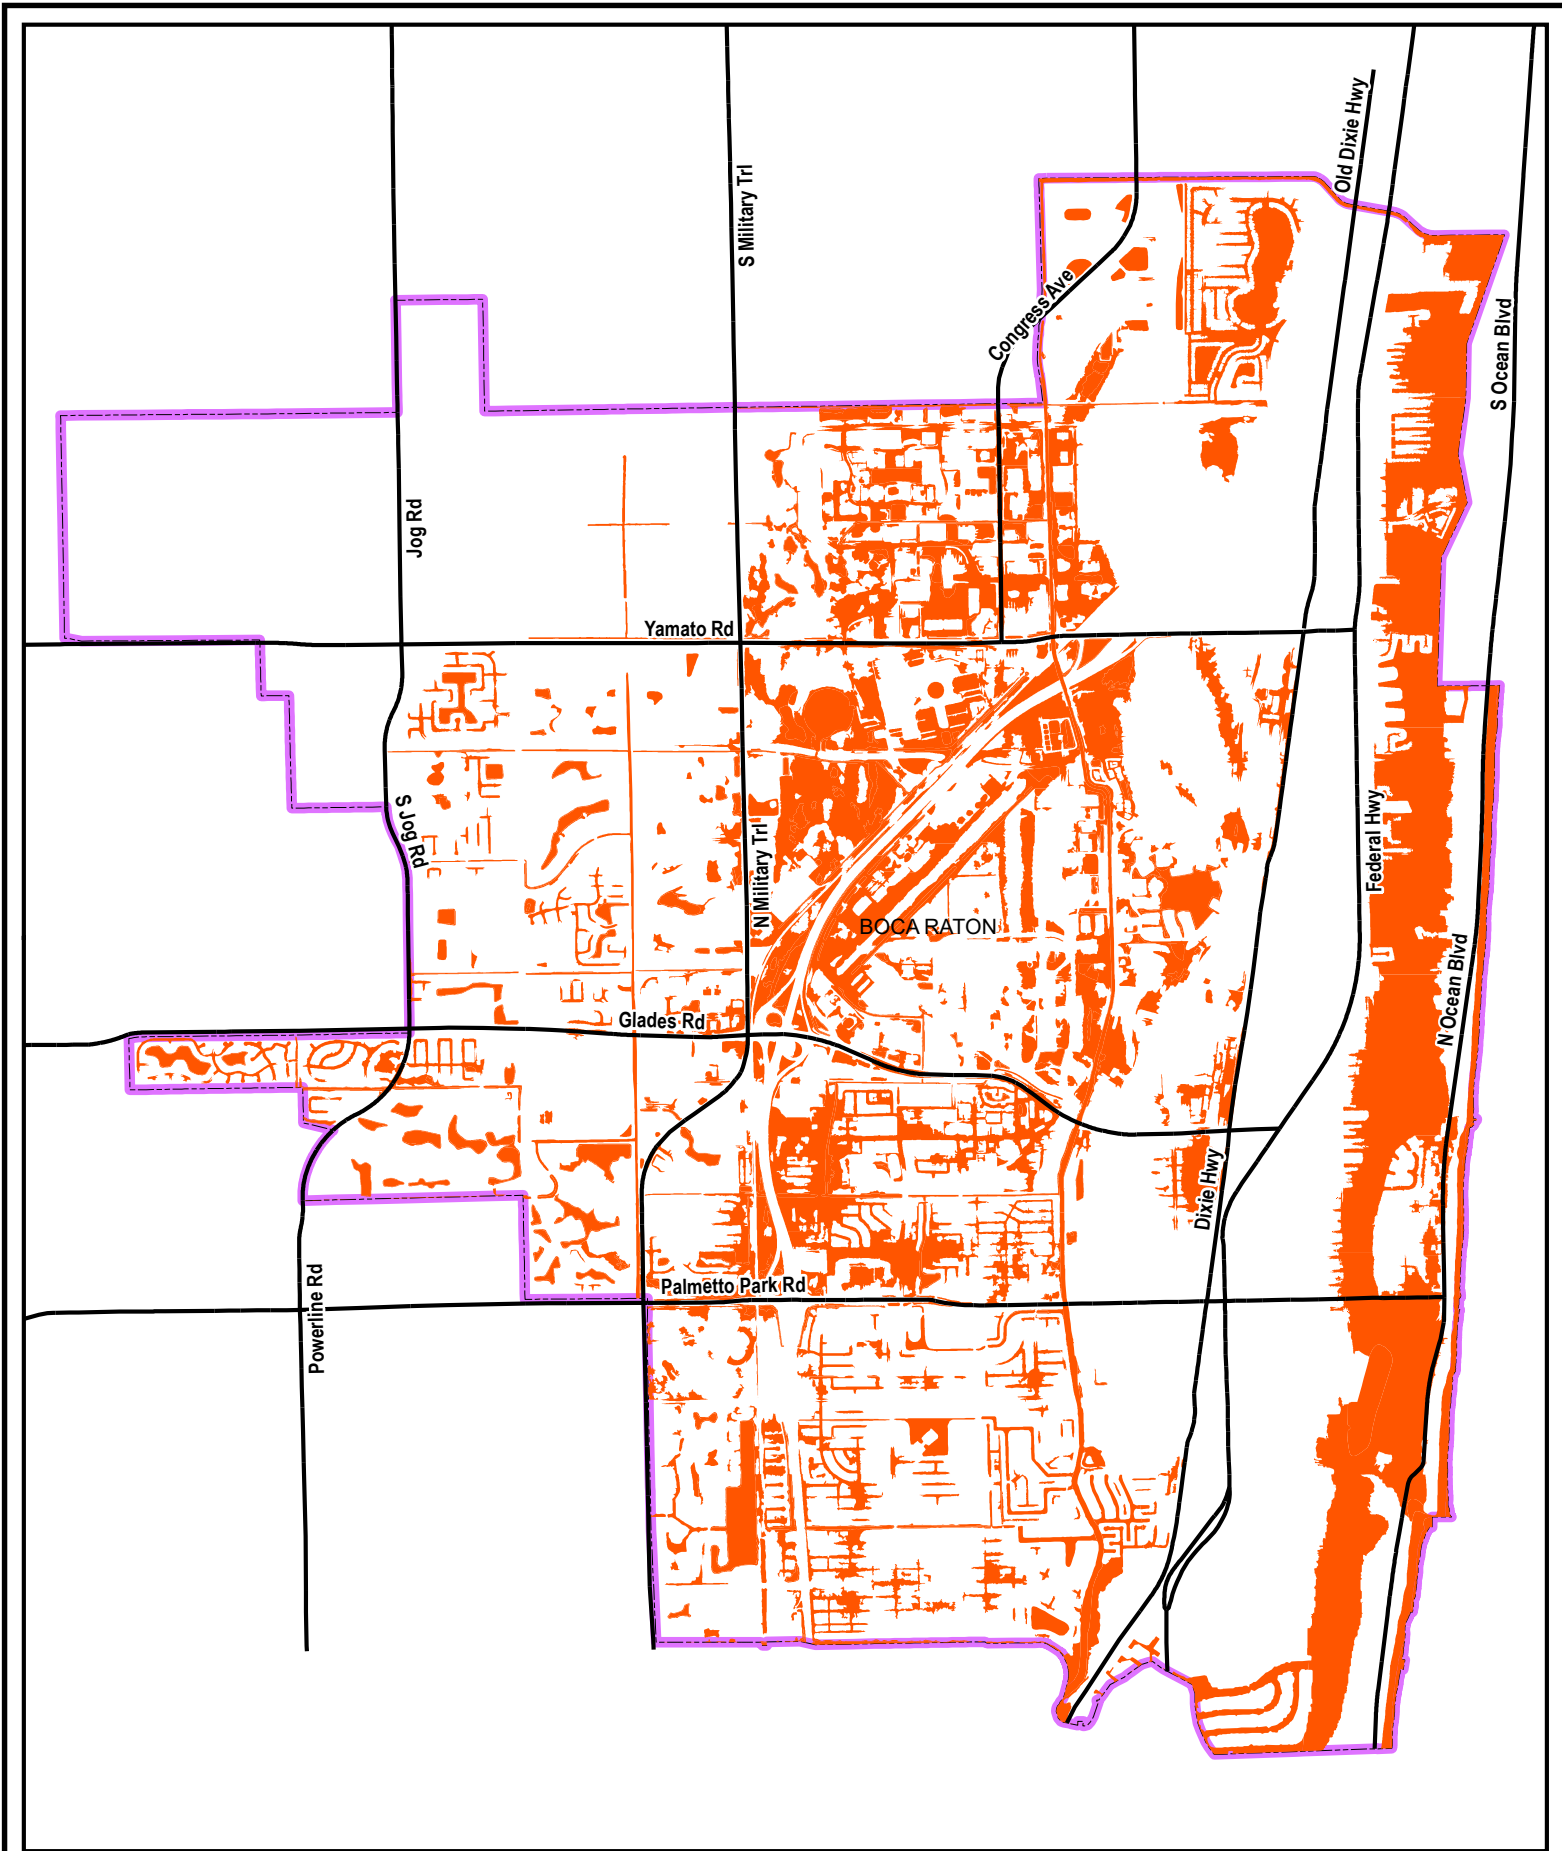 Old Dixie Hwy
S Military Trl
Congress Ave
S Ocean Blvd
Jog Rd
Yamato Rd
S Jog Rd
Federal Hwy
N Military Trl
BOCA RATON
N Ocean Blvd
Glades Rd
Dixie Hwy
Palmetto Park Rd
Powerline Rd